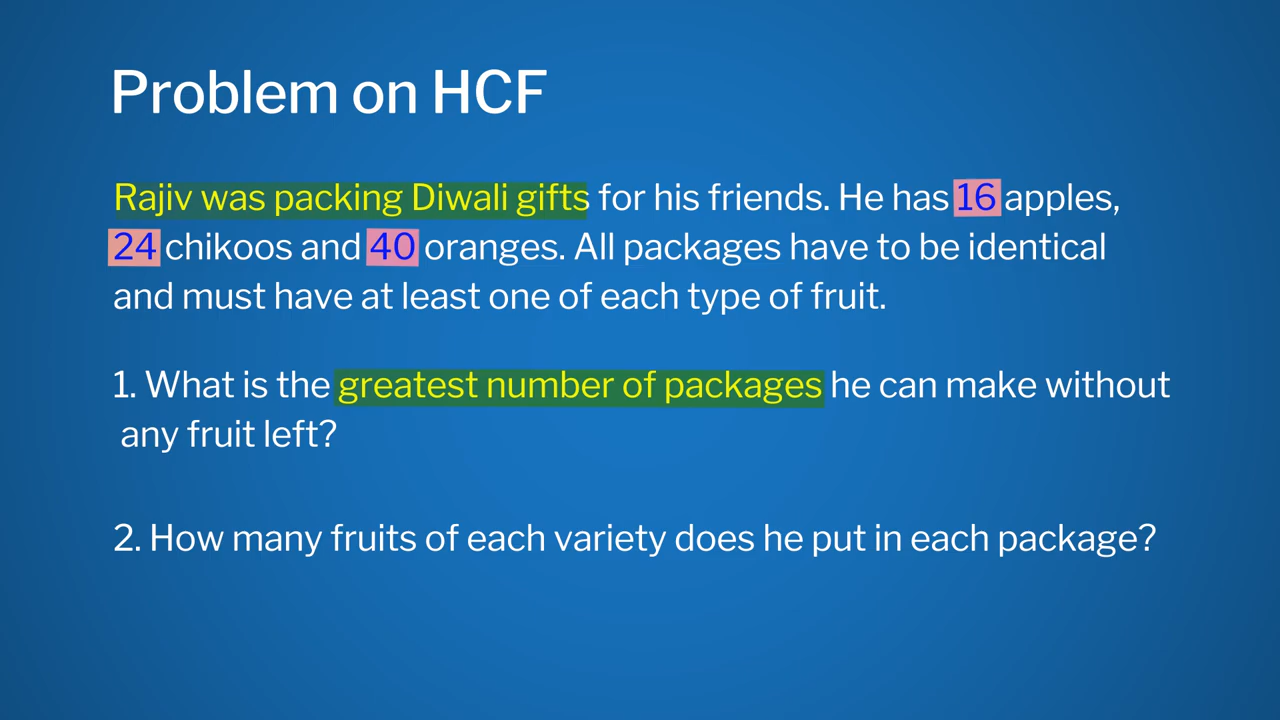 Problem on HCF
Rajiv was packing Diwali gifts for his friends. He has 16 apples,
24 chikoos and 40 oranges. All packages have to be identical
and must have at least one of each type of fruit.
1. What is the greatest number of packages he can make without
any fruit left?
2. How many fruits of each variety does he put in each package?